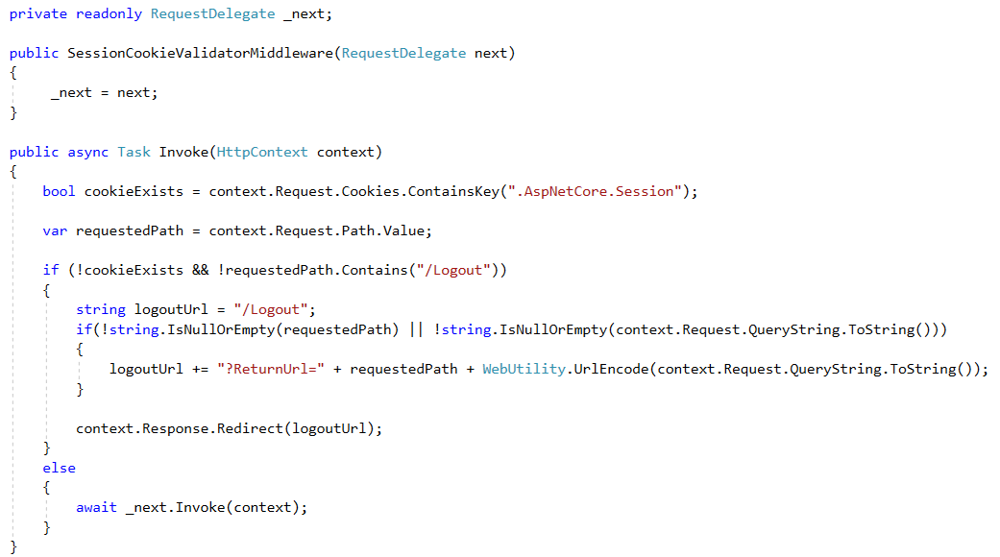 private readonly RequestDelegate _next;
public SessionCookieValidatorMiddleware(RequestDelegate next)
{
_next = next;
}
public async Task Invoke(HttpContext context)
{
bool cookieExists = context.Request.Cookies.ContainsKey(".AspNetCore.Session");
var requestedPath = context.Request.Path.Value;
if (!cookieExists && !requestedPath.Contains("/Logout"))
{
string logoutUrl = "/Logout";
if(!string.IsNullOrEmpty(requestedPath) || !string.IsNullOrEmpty(context.Request.QueryString.ToString()))
{
logoutUrl += "?ReturnUrl=" + requestedPath + WebUtility.UrlEncode(context.Request.QueryString.ToString());
}
context.Response.Redirect(logoutUrl);
}
else
{
await _next.Invoke(context);
}
}